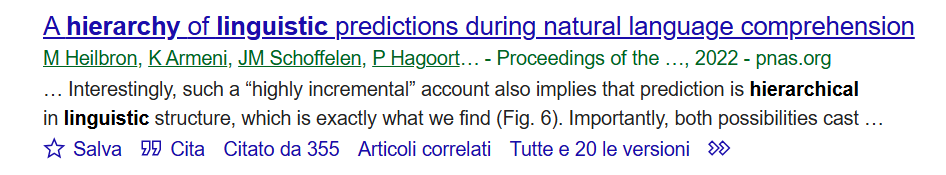 A hierarchy of linguistic predictions during natural language comprehension
M Heilbron, K Armeni, JM Schoffelen, P Hagoort… - Proceedings of the …, 2022 - pnas.org
… Interestingly, such a “highly incremental” account also implies that prediction is hierarchical
in linguistic structure, which is exactly what we find (Fig. 6). Importantly, both possibilities cast …
Salva Cita Citato da 355 Articoli correlati Tutte e 20 le versioni